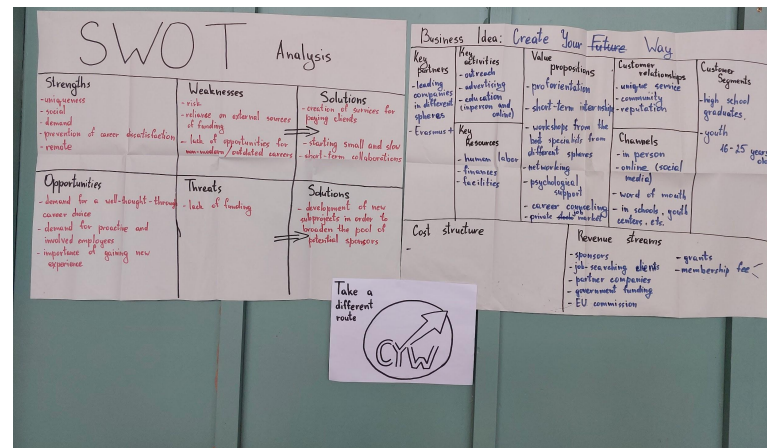 SWOT Analysis
Strengths
- uniqueness
- social
- demand
- prevention of career dissatisfaction
- remote
Weaknesses
- risk
- reliance on external sources
of funding
- lack of opportunities for
outdated careers
Solutions
- creation of services for
paying clients
- starting small and slow
- short-term collaborations
Opportunities
- demand for a well-thought-through
career choice
- demand for proactive and
involved employees
- importance of gaining new
experience
Threats
- lack of funding
Solutions
- development of new
subprojects in order to
broaden the pool of
potential sponsors
Business Idea: Create Your Future Way
Key
partners
- leading
companies
in different
spheres
- Erasmus +
Key
activities
- outreach
- advertising
- education
(inperson and
online)
Key
Resources
- human labor
- finances
- facilities
Value
propositions
- proforientation
- short-term internship
- workshops from the
best specialists from
different spheres
- networking
- psychological
support
- career counseling
- private job market
Customer
relationships
- unique service
- community
- reputation
Channels
- in person
- online (social
media)
- word of mouth
- in schools, youth
centers, etc.
Customer
Segments
- high school
graduates.
- youth
16-25 years
Cost structure
-
Revenue streams
- sponsors
- job-searching clients
- partner companies
- government funding
- EU commission
- grants
- membership fee
Take a
different
route
CYW